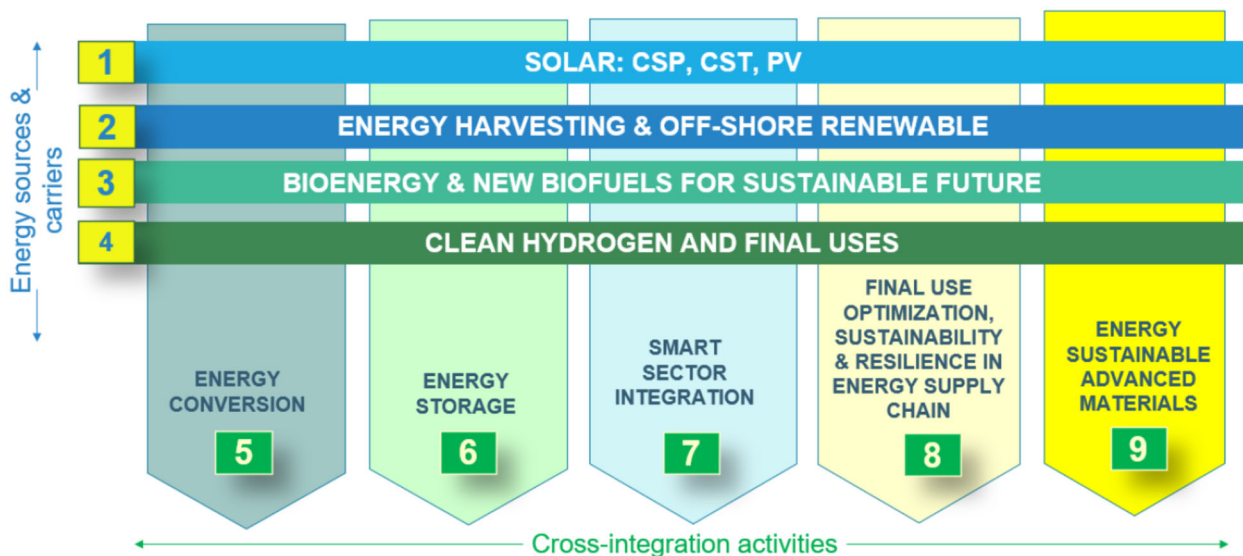 Energy sources &
carriers
1
SOLAR: CSP, CST, PV
2
ENERGY HARVESTING & OFF-SHORE RENEWABLE
3
BIOENERGY & NEW BIOFUELS FOR SUSTAINABLE FUTURE
4
CLEAN HYDROGEN AND FINAL USES
ENERGY
CONVERSION
5
ENERGY
STORAGE
6
SMART
SECTOR
INTEGRATION
7
FINAL USE
OPTIMIZATION,
SUSTAINABILITY
& RESILIENCE IN
ENERGY SUPPLY
CHAIN
8
ENERGY
SUSTAINABLE
ADVANCED
MATERIALS
9
Cross-integration activities